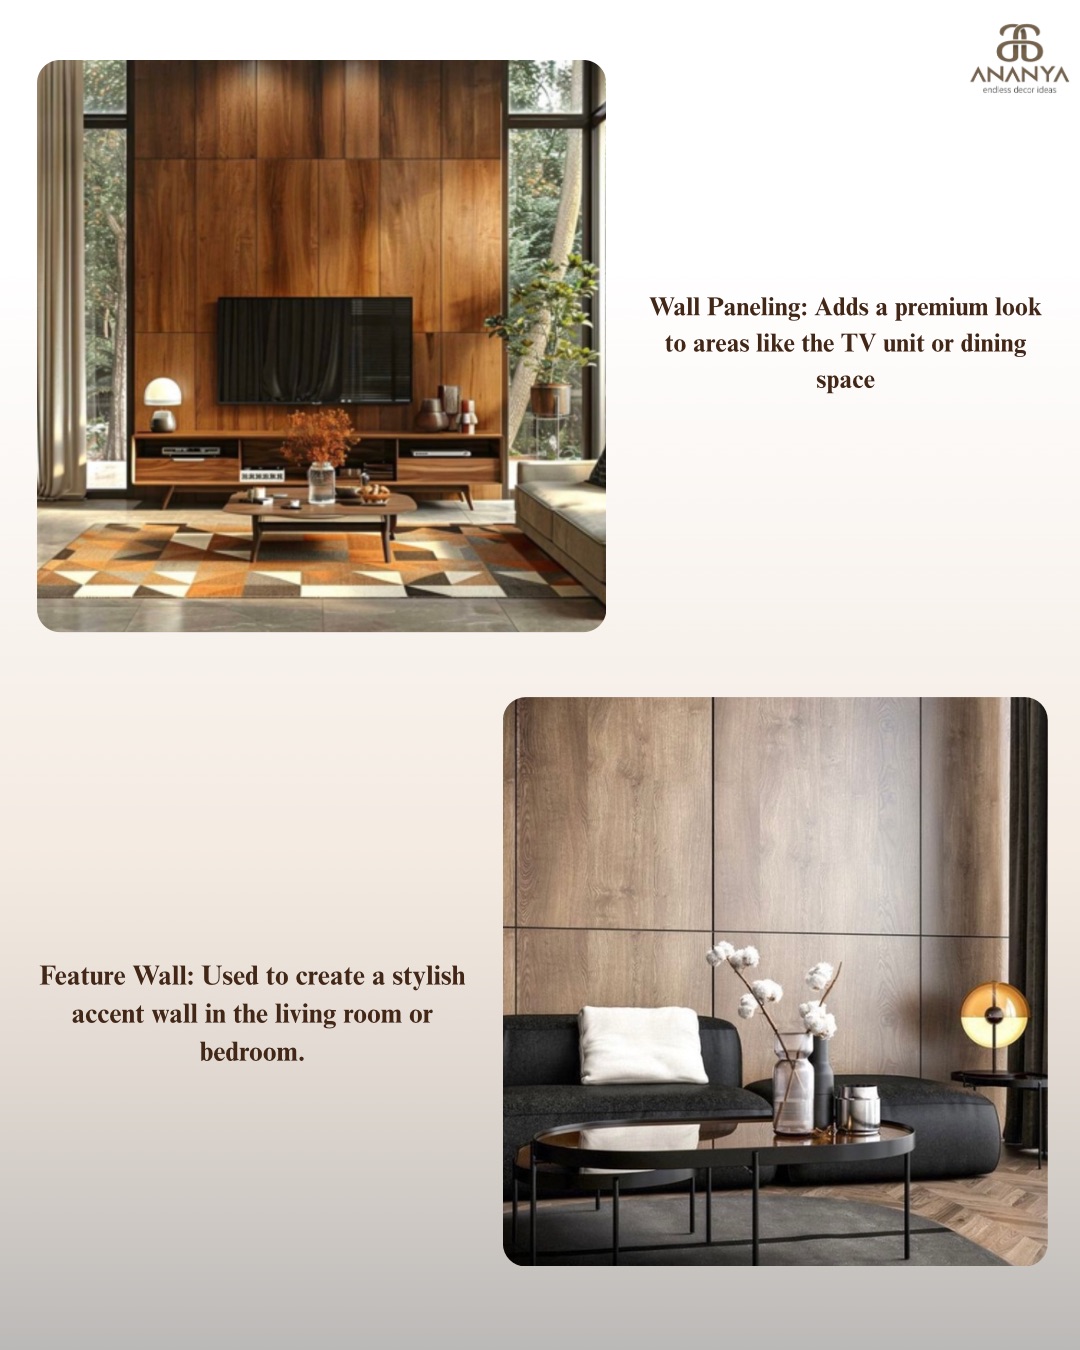 ANANYA
endless decor ideas
Wall Paneling: Adds a premium look
to areas like the TV unit or dining
space
Feature Wall: Used to create a stylish
accent wall in the living room or
bedroom.